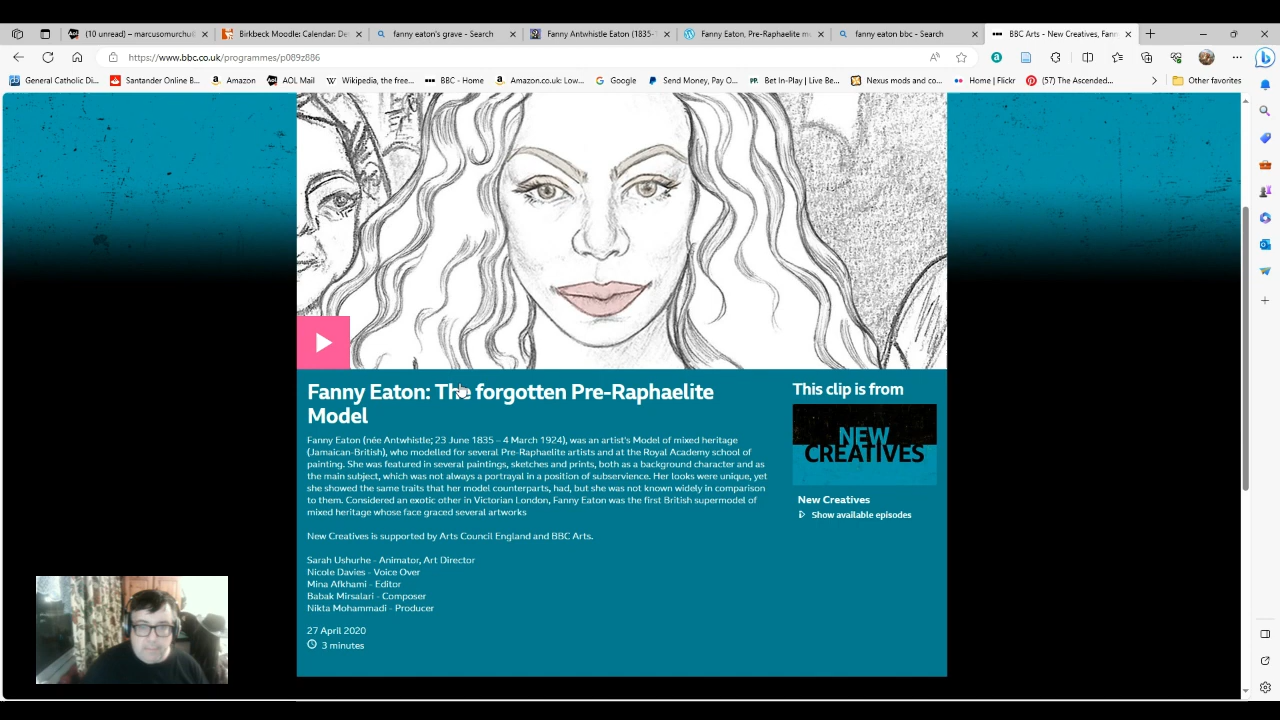 (10 unread) - marcusomurchu
Birkbeck Moodle: Calendar: De
fanny eaton's grave - Search
Fanny Antwhistle Eaton (1835-1
Fanny Eaton, Pre-Raphaelite m
fanny eaton bbc - Search
BBC Arts - New Creatives, Fann
https://www.bbc.co.uk/programmes/p089z886
General Catholic Di...
Santander Online B...
Amazon
AOL Mail
Wikipedia, the free...
BBC - Home
Amazon.co.uk: Low...
Google
Send Money, Pay O...
Bet In-Play | Live Be...
Nexus mods and co...
Home | Flickr
(57) The Ascended...
Other favorites
Fanny Eaton: The forgotten Pre-Raphaelite
Model
Fanny Eaton (née Antwhistle; 23 June 1835 – 4 March 1924), was an artist's Model of mixed heritage
(Jamaican-British), who modelled for several Pre-Raphaelite artists and at the Royal Academy school of
painting. She was featured in several paintings, sketches and prints, both as a background character and as
the main subject, which was not always a portrayal in a position of subservience. Her looks were unique, yet
she showed the same traits that her model counterparts, had, but she was not known widely in comparison
to them. Considered an exotic other in Victorian London, Fanny Eaton was the first British supermodel of
mixed heritage whose face graced several artworks
New Creatives is supported by Arts Council England and BBC Arts.
Sarah Ushurhe - Animator, Art Director
Nicole Davies - Voice Over
Mina Afkhami - Editor
Babak Mirsalari - Composer
Nikta Mohammadi - Producer
27 April 2020
3 minutes
This clip is from
NEW
CREATIVES
New Creatives
Show available episodes